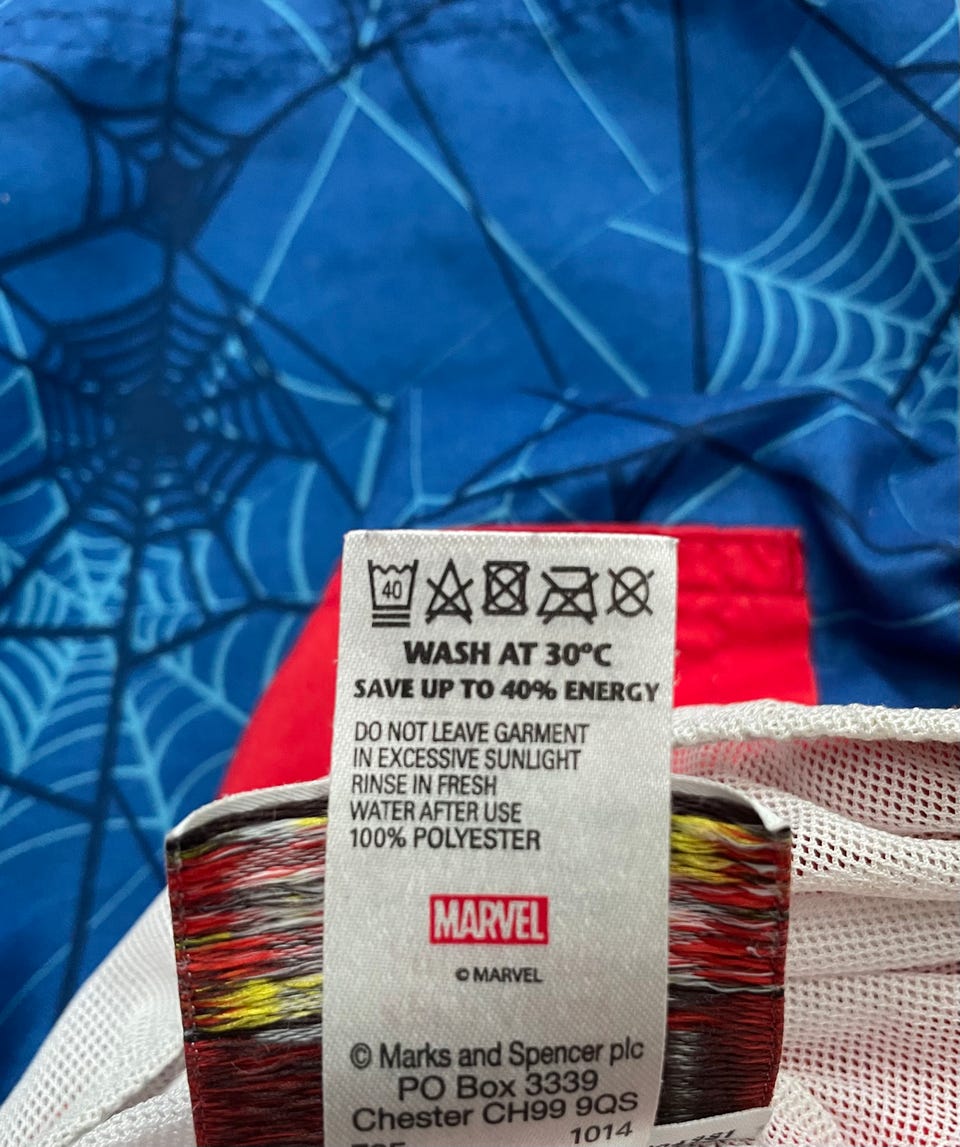 40
WASH AT 30°C
SAVE UP TO 40% ENERGY
DO NOT LEAVE GARMENT
IN EXCESSIVE SUNLIGHT
RINSE IN FRESH
WATER AFTER USE
100% POLYESTER
MARVEL
© MARVEL
© Marks and Spencer plc
PO Box 3339
Chester CH99 9QS
1014